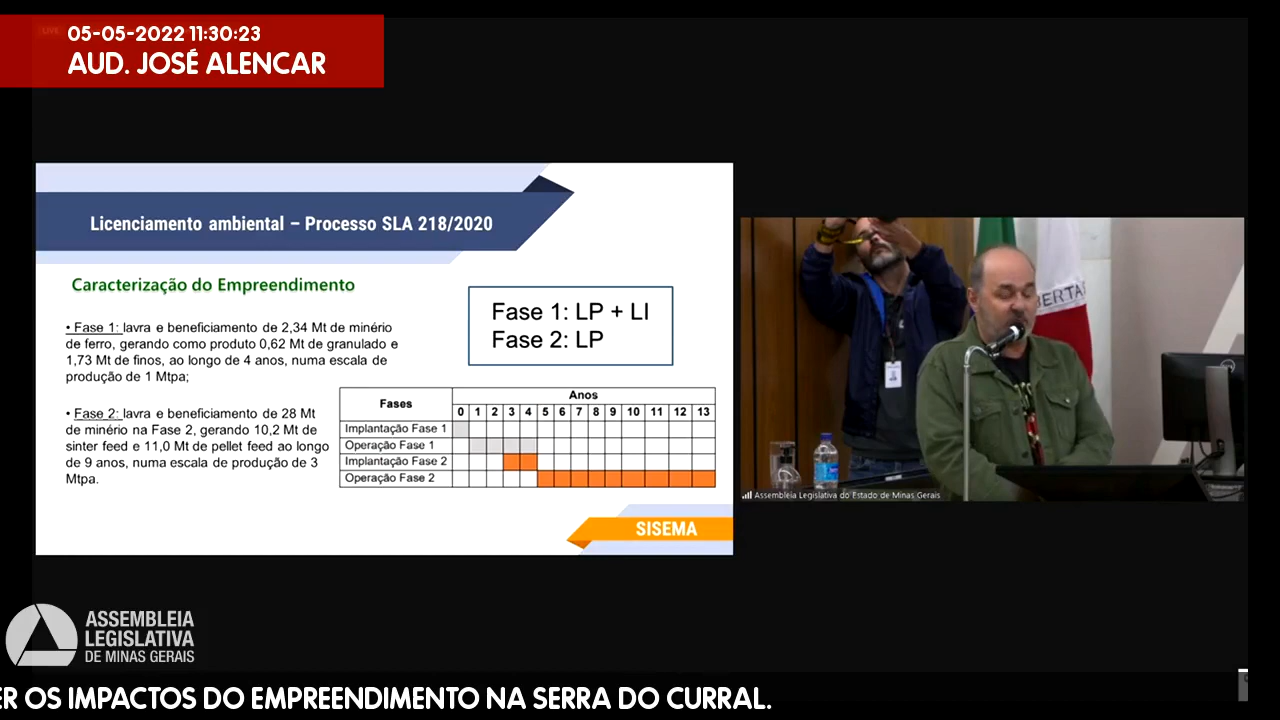 05-05-2022 11:30:23
AUD. JOSÉ ALENCAR
Licenciamento ambiental – Processo SLA 218/2020
Caracterização do Empreendimento
• Fase 1: lavra e beneficiamento de 2,34 Mt de minério
de ferro, gerando como produto 0,62 Mt de granulado e
1,73 Mt de finos, ao longo de 4 anos, numa escala de
produção de 1 Mtpa;
• Fase 2: lavra e beneficiamento de 28 Mt
de minério na Fase 2, gerando 10,2 Mt de
sinter feed e 11,0 Mt de pellet feed ao longo
de 9 anos, numa escala de produção de 3
Mtpa.
Fase 1: LP + LI
Fase 2: LP
Fases Anos
0 1 2 3 4 5 6 7 8 9 10 11 12 13
Implantação Fase 1
Operação Fase 1
Implantação Fase 2
Operação Fase 2
SISEMA
BERTA
Assembleia Legislativa do Estado de Minas Gerais
ASSEMBLEIA
LEGISLATIVA
DE MINAS GERAIS
ER OS IMPACTOS DO EMPREENDIMENTO NA SERRA DO CURRAL.